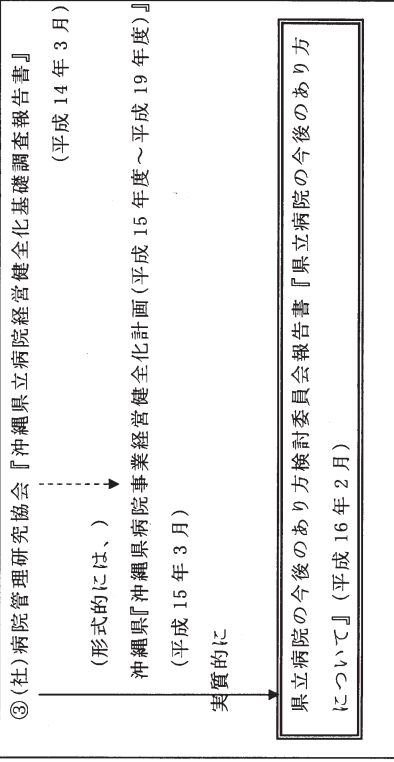 ③(社)病院管理研究協会『沖縄県立病院経営健全化基礎調査報告書』
(平成14年3月)
(形式的には、)
沖縄県『沖縄県病院事業経営健全化計画(平成15年度～平成19年度)』
(平成15年3月)
実質的に
県立病院の今後のあり方検討委員会報告書『県立病院の今後のあり方
について』(平成16年2月)